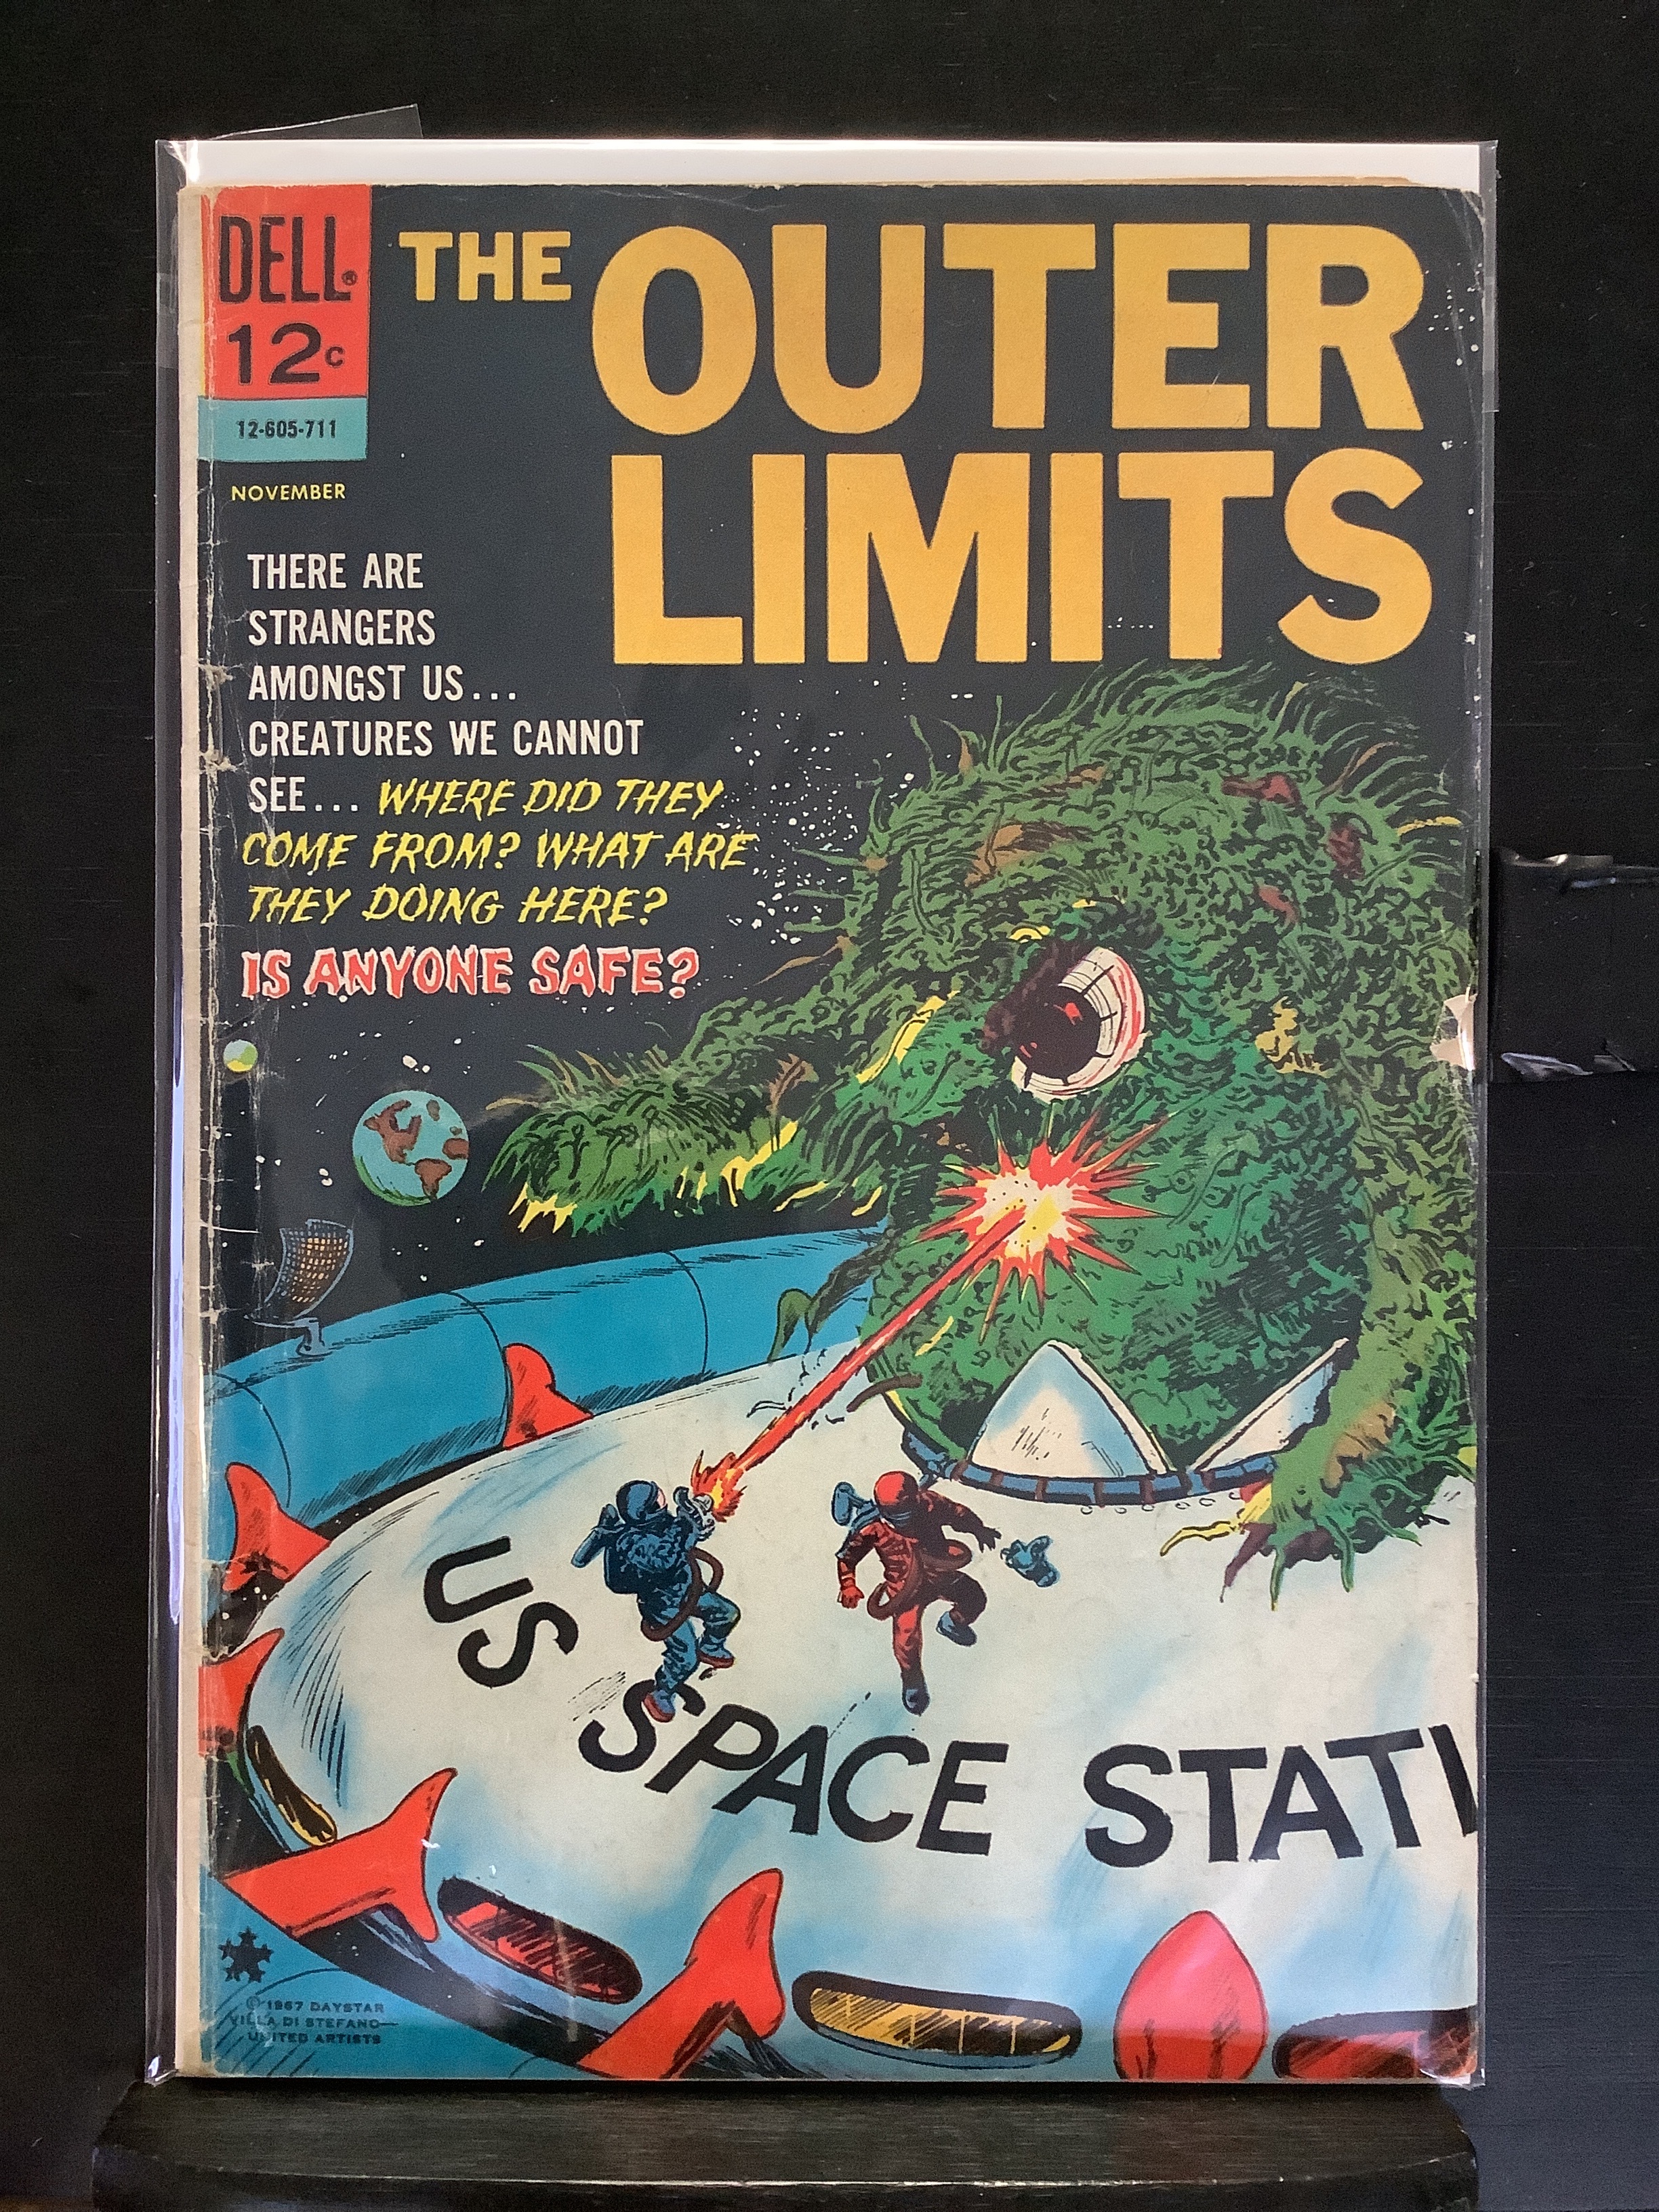 DELL®
12c
12-605-711
NOVEMBER
THE OUTER
LIMITS
THERE ARE
STRANGERS
AMONGST US...
CREATURES WE CANNOT
SEE... WHERE DID THEY
COME FROM? WHAT ARE
THEY DOING HERE?
IS ANYONE SAFE?
US SPACE STATI
© 1967 DAYSTAR
VILLA DI STEFANO—
UNITED ARTISTS